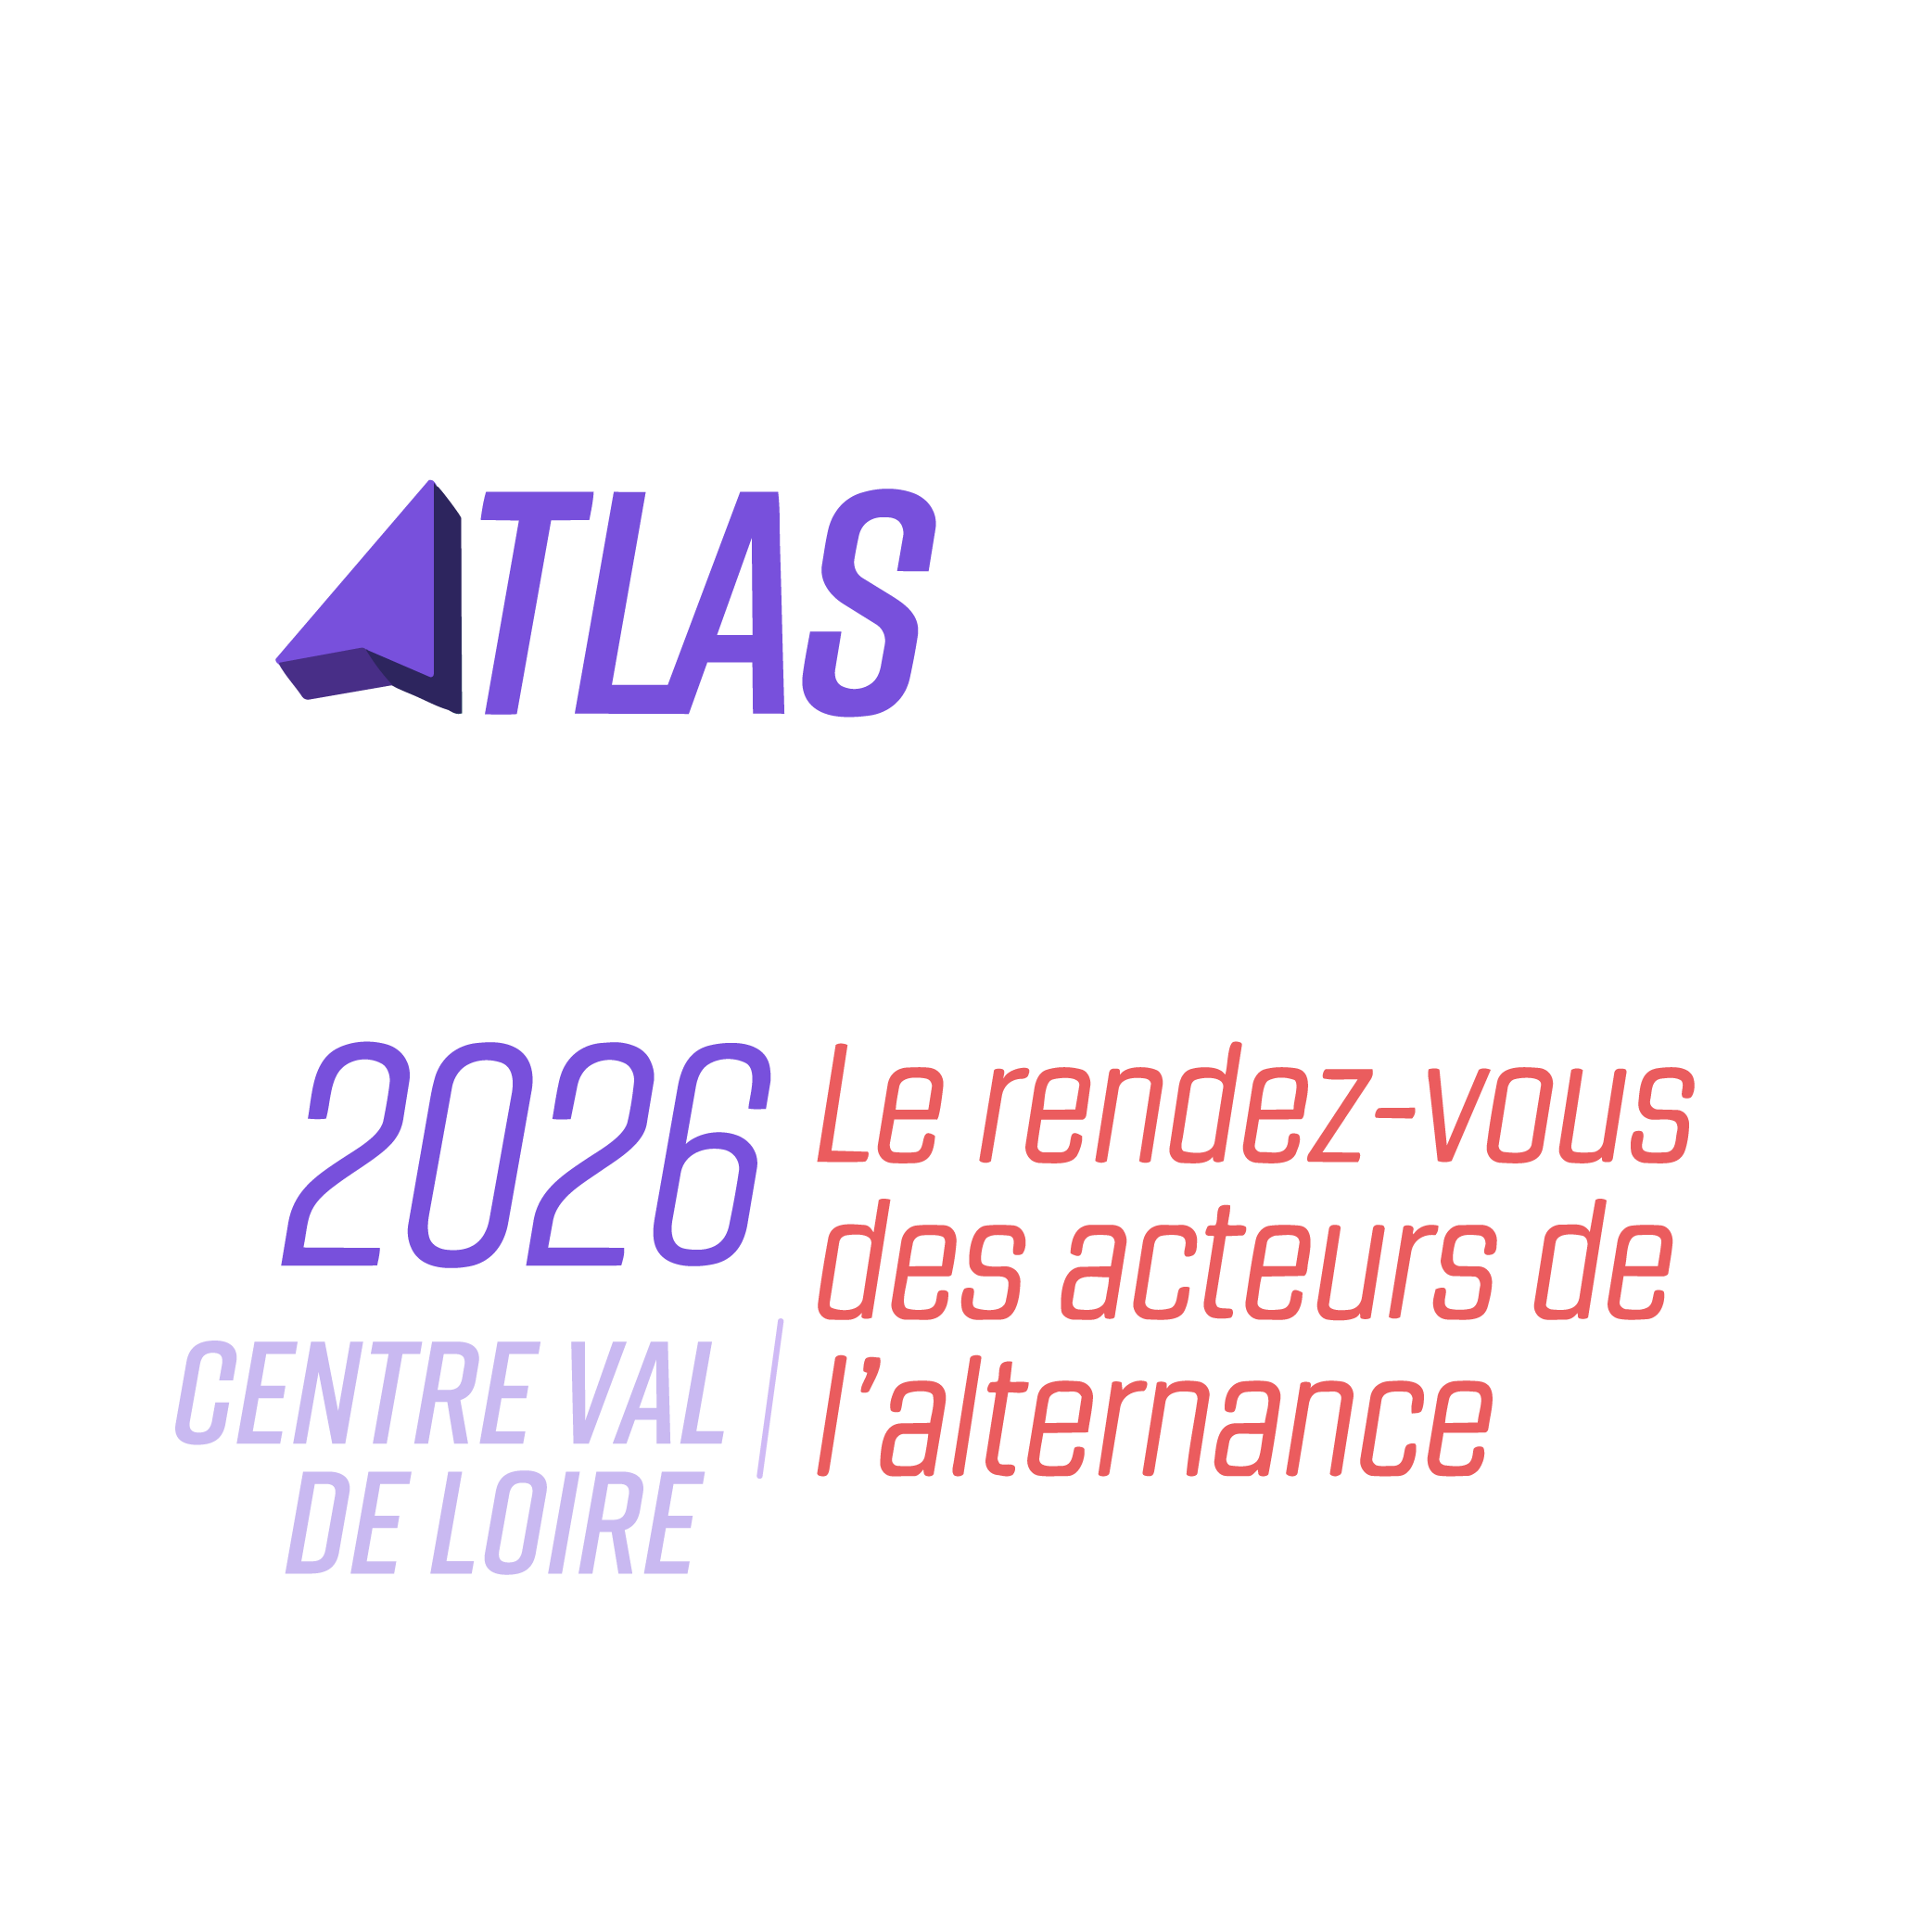 ATLAS
2026
CENTRE VAL
DE LOIRE
Le rendez-vous
des acteurs de
l'alternance